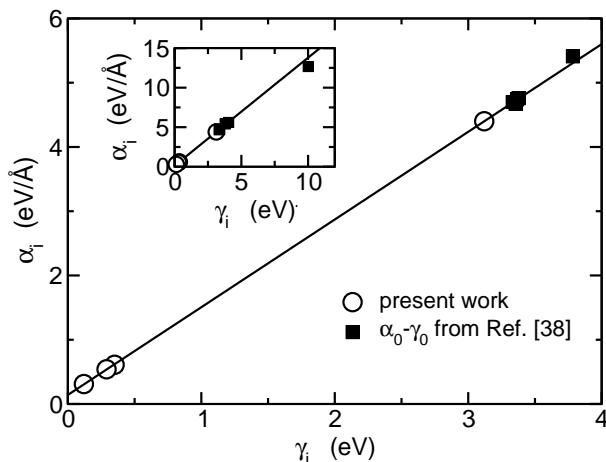 6
4
2
0
α_i (eV/Å)
0 1 2 3 4
γ_i (eV)
15
10
5
0
α_i (eV/Å)
0 5 10
γ_i (eV).
present work
α_0-γ_0 from Ref. [38]